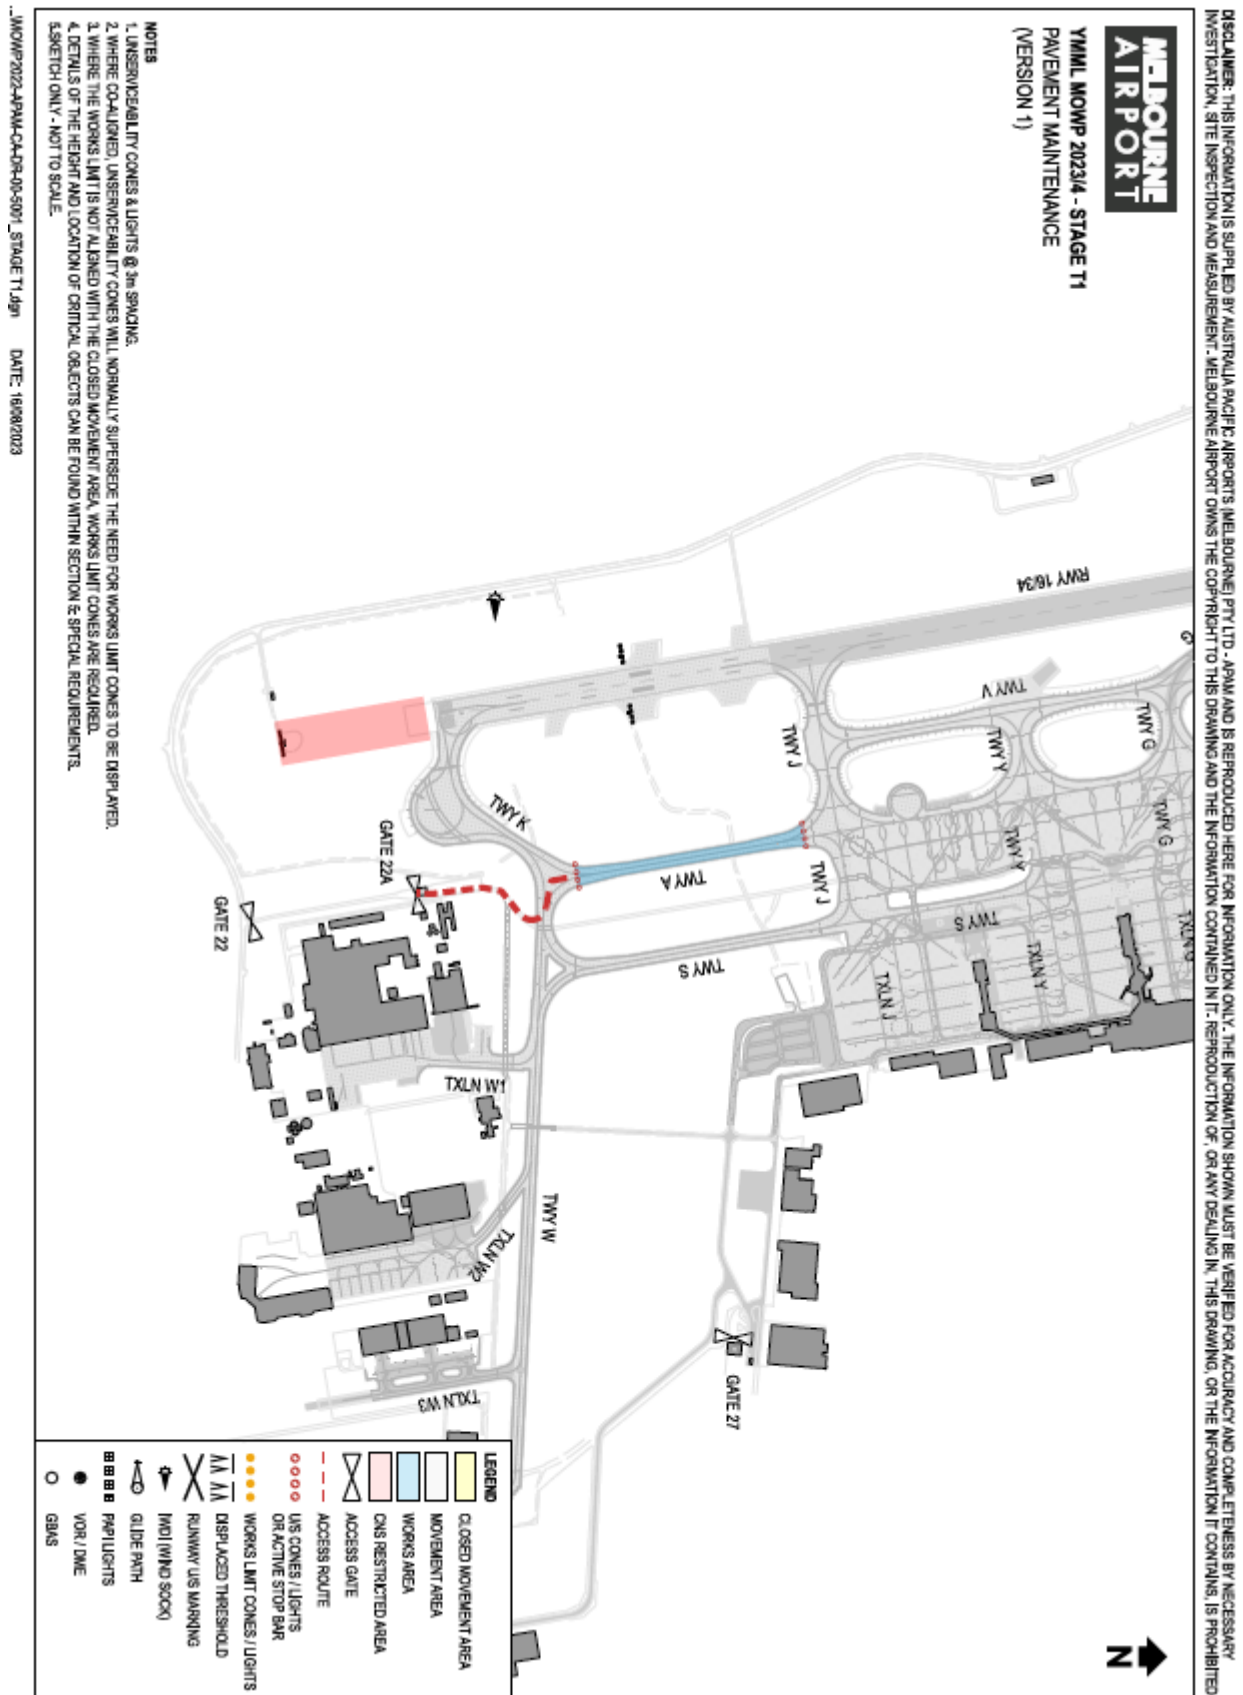 DISCLAIMER: THIS INFORMATION IS SUPPLIED BY AUSTRALIA PACIFIC AIRPORTS (MELBOURNE) PTY LTD - APAM AND IS REPRODUCED HERE FOR INFORMATION ONLY. THE INFORMATION SHOWN MUST BE VERIFIED FOR ACCURACY AND COMPLETENESS BY NECESSARY
INVESTIGATION, SITE INSPECTION AND MEASUREMENT. MELBOURNE AIRPORT OWNS THE COPYRIGHT TO THIS DRAWING AND THE INFORMATION CONTAINED IN IT. REPRODUCTION OF, OR ANY DEALING IN, THIS DRAWING, OR THE INFORMATION IT CONTAINS, IS PROHIBITED
MELBOURNE
AIRPORT
YMML MOWP 2023/4 - STAGE T1
PAVEMENT MAINTENANCE
(VERSION 1)
N
RWY 16/34
TWY V
TWY G
TWY J
TWY Y
TWY G
TWY K
TWY Y
TXLN G
TWY A
TWY J
TWY S
TXLN Y
GATE 22A
GATE 22
TWY S
TXLN J
TXLN W1
TWY W
TXLN W2
GATE 27
TXLN W3
NOTES
1. UNSERVICEABILITY CONES & LIGHTS @ 3m SPACING.
2. WHERE CO-ALIGNED, UNSERVICEABILITY CONES WILL NORMALLY SUPERSEDE THE NEED FOR WORKS LIMIT CONES TO BE DISPLAYED.
3. WHERE THE WORKS LIMIT IS NOT ALIGNED WITH THE CLOSED MOVEMENT AREA, WORKS LIMIT CONES ARE REQUIRED.
4. DETAILS OF THE HEIGHT AND LOCATION OF CRITICAL OBJECTS CAN BE FOUND WITHIN SECTION 5: SPECIAL REQUIREMENTS.
5.SKETCH ONLY - NOT TO SCALE.
LEGEND
CLOSED MOVEMENT AREA
MOVEMENT AREA
WORKS AREA
CNS RESTRICTED AREA
ACCESS GATE
ACCESS ROUTE
U/S CONES / LIGHTS
OR ACTIVE STOP BAR
WORKS LIMIT CONES / LIGHTS
DISPLACED THRESHOLD
RUNWAY U/S MARKING
IWDI (WIND SOCK)
GLIDE PATH
PAPI LIGHTS
VOR / DME
GBAS
...\MOWP2022-APAM-CA-DR-00-5001_STAGE T1.dgn DATE: 16/08/2023